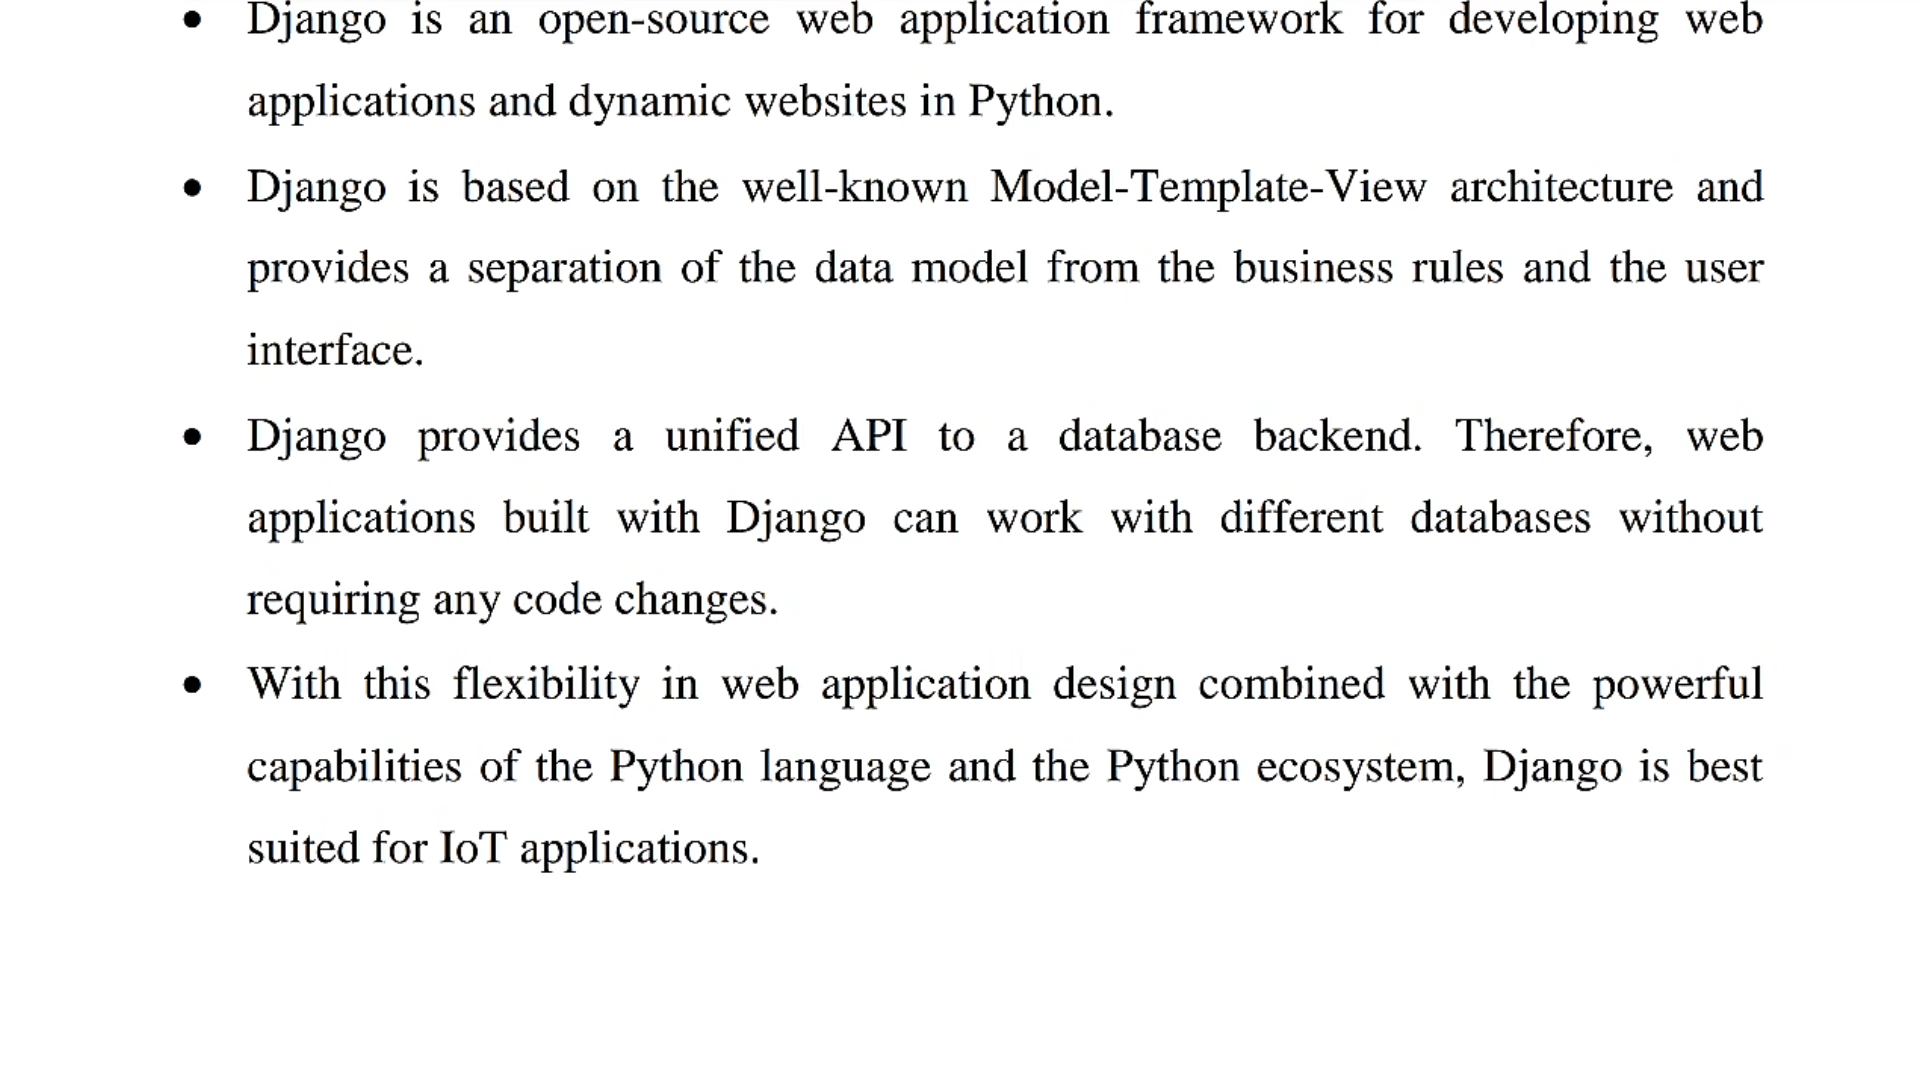 • Django is an open-source web application framework for developing web
applications and dynamic websites in Python.
• Django is based on the well-known Model-Template-View architecture and
provides a separation of the data model from the business rules and the user
interface.
• Django provides a unified API to a database backend. Therefore, web
applications built with Django can work with different databases without
requiring any code changes.
• With this flexibility in web application design combined with the powerful
capabilities of the Python language and the Python ecosystem, Django is best
suited for IoT applications.